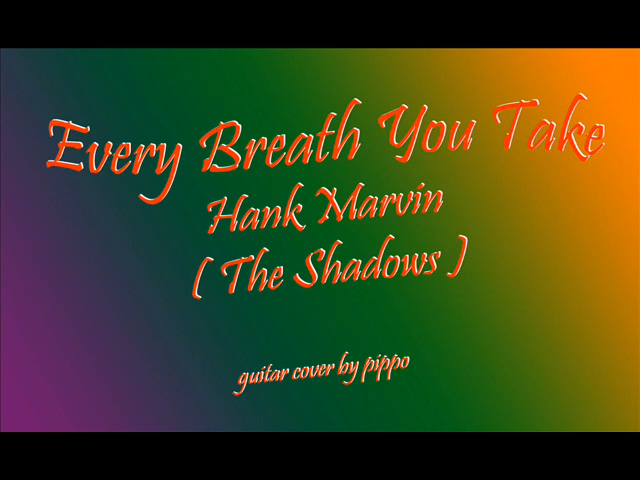 Every Breath You Take
Hank Marvin
( The Shadows )
guitar cover by pippo